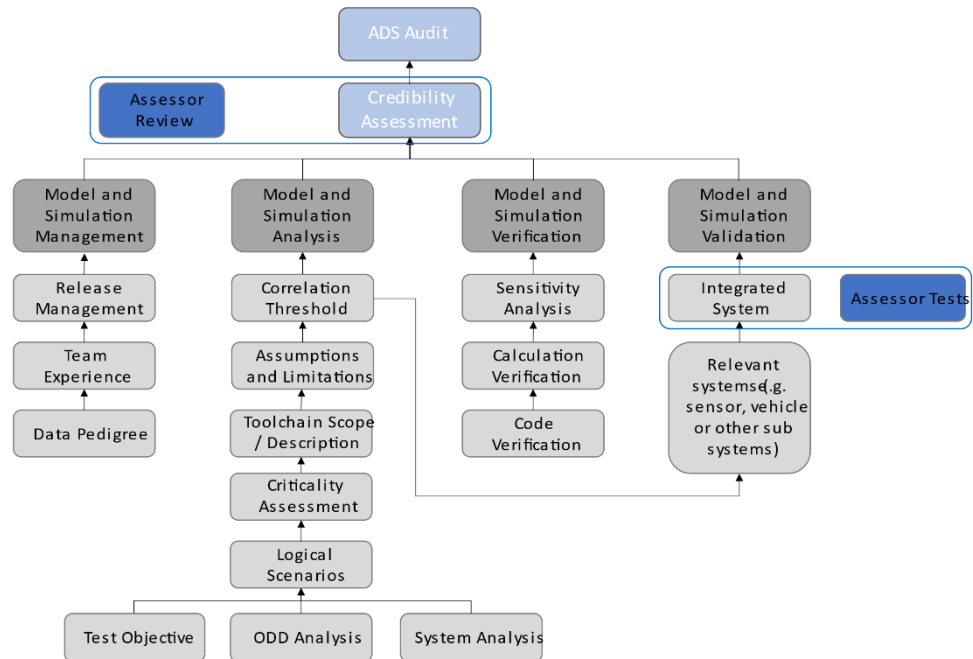 ADS Audit
Assessor
Review
Credibility
Assessment
Model and
Simulation
Management
Model and
Simulation
Analysis
Model and
Simulation
Verification
Model and
Simulation
Validation
Release
Management
Correlation
Threshold
Sensitivity
Analysis
Integrated
System
Assessor Tests
Team
Experience
Assumptions
and Limitations
Calculation
Verification
Relevant
systemse(.g.
sensor, vehicle
or other sub
systems)
Data Pedigree
Toolchain Scope
/ Description
Code
Verification
Criticality
Assessment
Logical
Scenarios
Test Objective
ODD Analysis
System Analysis